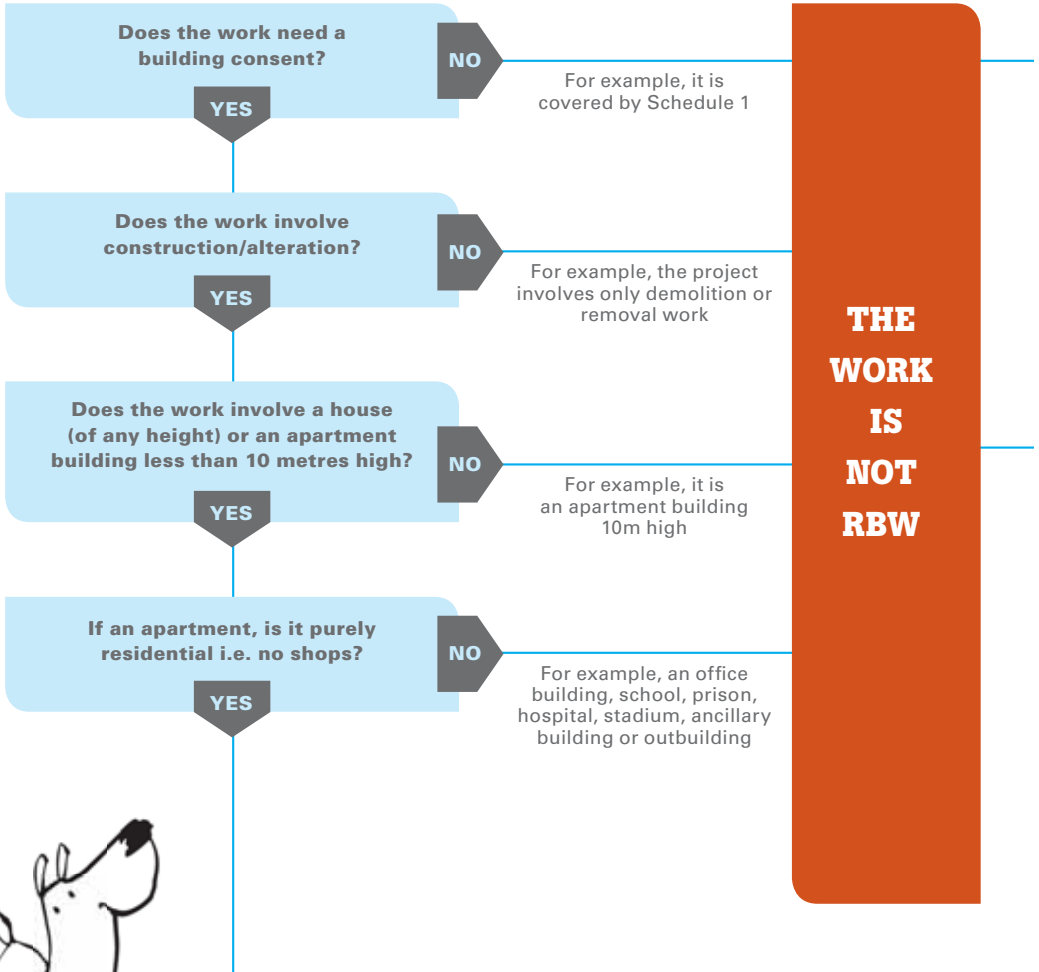 Does the work need a
building consent?
NO
For example, it is
covered by Schedule 1
YES
Does the work involve
construction/alteration?
NO
For example, the project
involves only demolition or
removal work
YES
Does the work involve a house
(of any height) or an apartment
building less than 10 metres high?
NO
For example, it is
an apartment building
10m high
YES
If an apartment, is it purely
residential i.e. no shops?
NO
For example, an office
building, school, prison,
hospital, stadium, ancillary
building or outbuilding
YES
THE
WORK
IS
NOT
RBW